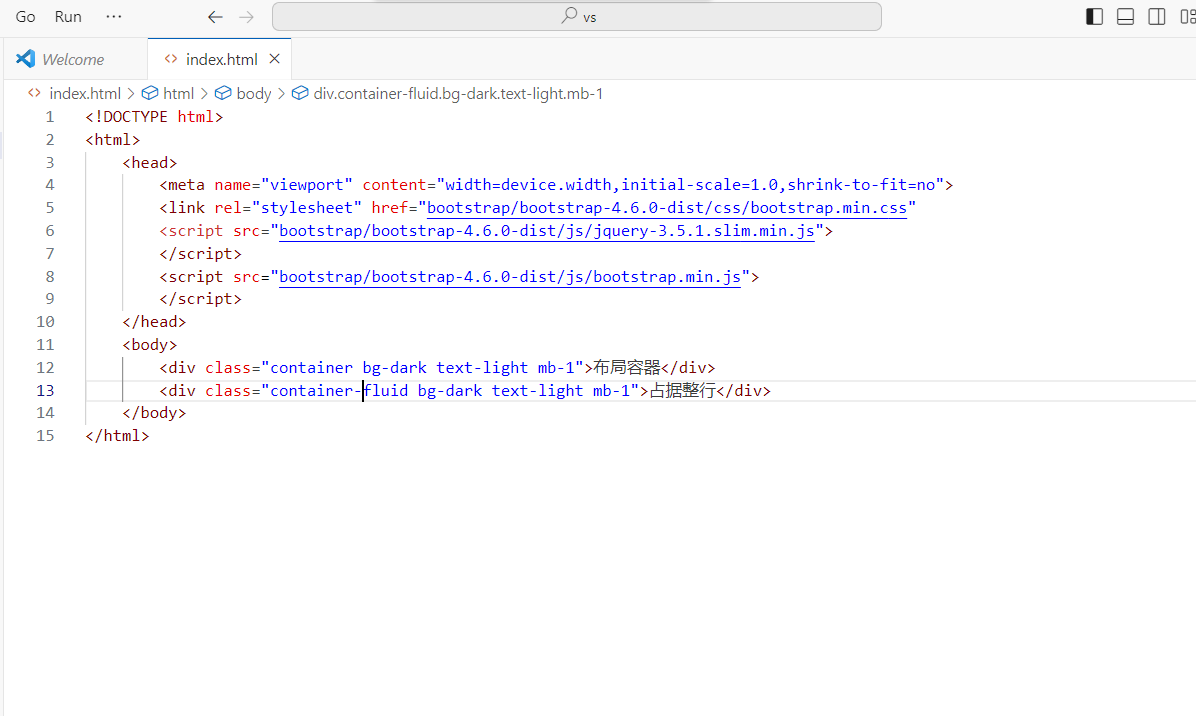 Go Run ··· vs
Welcome index.html
index.html > html > body > div.container-fluid.bg-dark.text-light.mb-1
1 <!DOCTYPE html>
2 <html>
3 <head>
4 <meta name="viewport" content="width=device.width,initial-scale=1.0,shrink-to-fit=no">
5 <link rel="stylesheet" href="bootstrap/bootstrap-4.6.0-dist/css/bootstrap.min.css"
6 <script src="bootstrap/bootstrap-4.6.0-dist/js/jquery-3.5.1.slim.min.js">
7 </script>
8 <script src="bootstrap/bootstrap-4.6.0-dist/js/bootstrap.min.js">
9 </script>
10 </head>
11 <body>
12 <div class="container bg-dark text-light mb-1">布局容器</div>
13 <div class="container-fluid bg-dark text-light mb-1">占据整行</div>
14 </body>
15 </html>